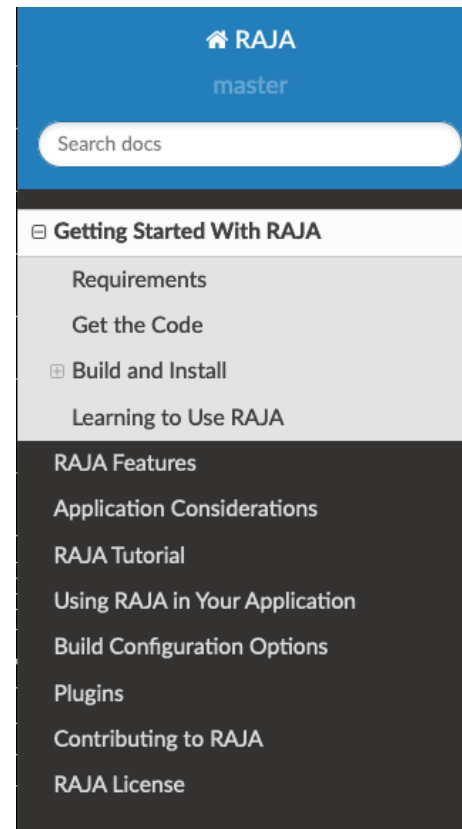 RAJA
master
Search docs
Getting Started With RAJA
Requirements
Get the Code
Build and Install
Learning to Use RAJA
RAJA Features
Application Considerations
RAJA Tutorial
Using RAJA in Your Application
Build Configuration Options
Plugins
Contributing to RAJA
RAJA License